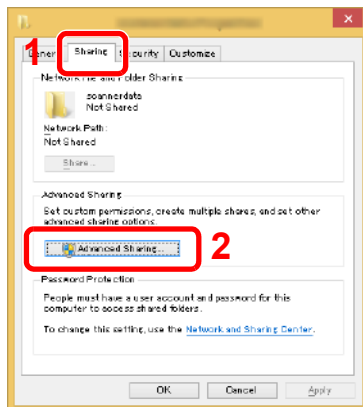 1
General Sharing Security Customize
Network File and Folder Sharing
scannerdata
Not Shared
Network Path:
Not Shared
Share...
Advanced Sharing
Set custom permissions, create multiple shares, and set other
advanced sharing options.
Advanced Sharing...
2
Password Protection
People must have a user account and password for this
computer to access shared folders.
To change this setting, use the Network and Sharing Center.
OK Cancel Apply